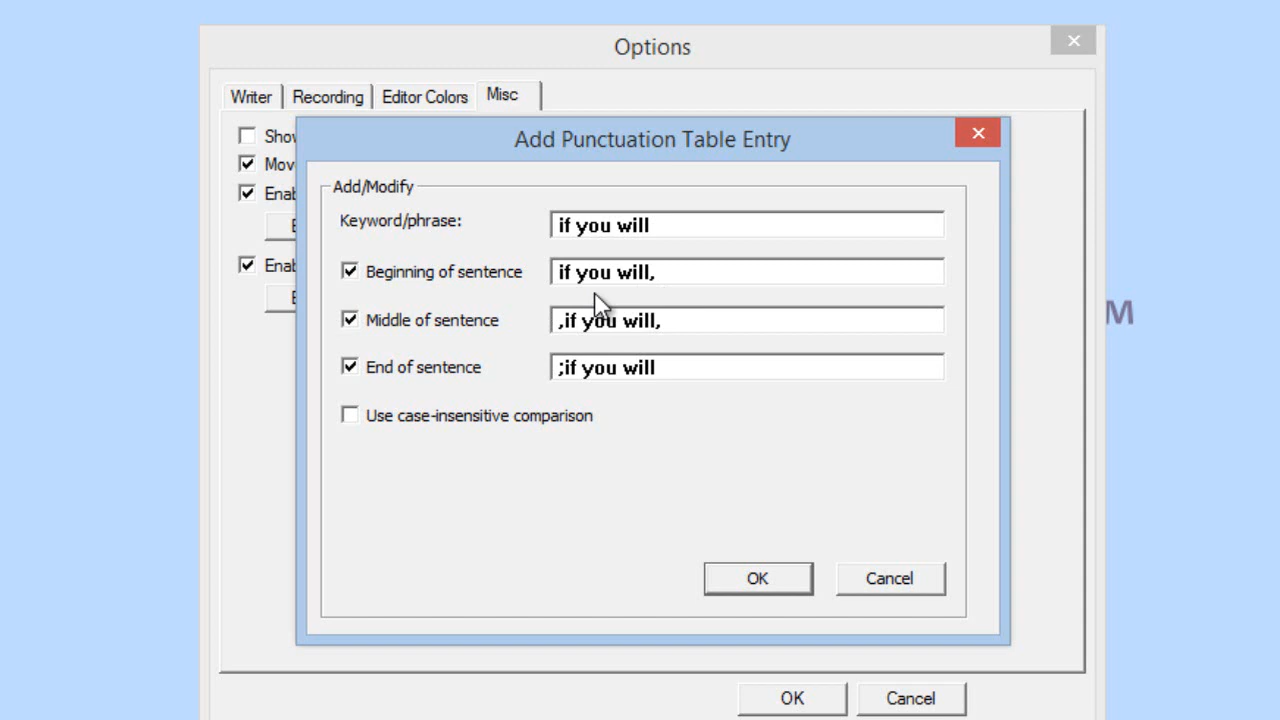 Options
Writer Recording Editor Colors Misc
Add Punctuation Table Entry
Add/Modify
Keyword/phrase: if you will
Beginning of sentence if you will,
Middle of sentence ,if you will,
End of sentence ;if you will
Use case-insensitive comparison
OK Cancel
OK Cancel